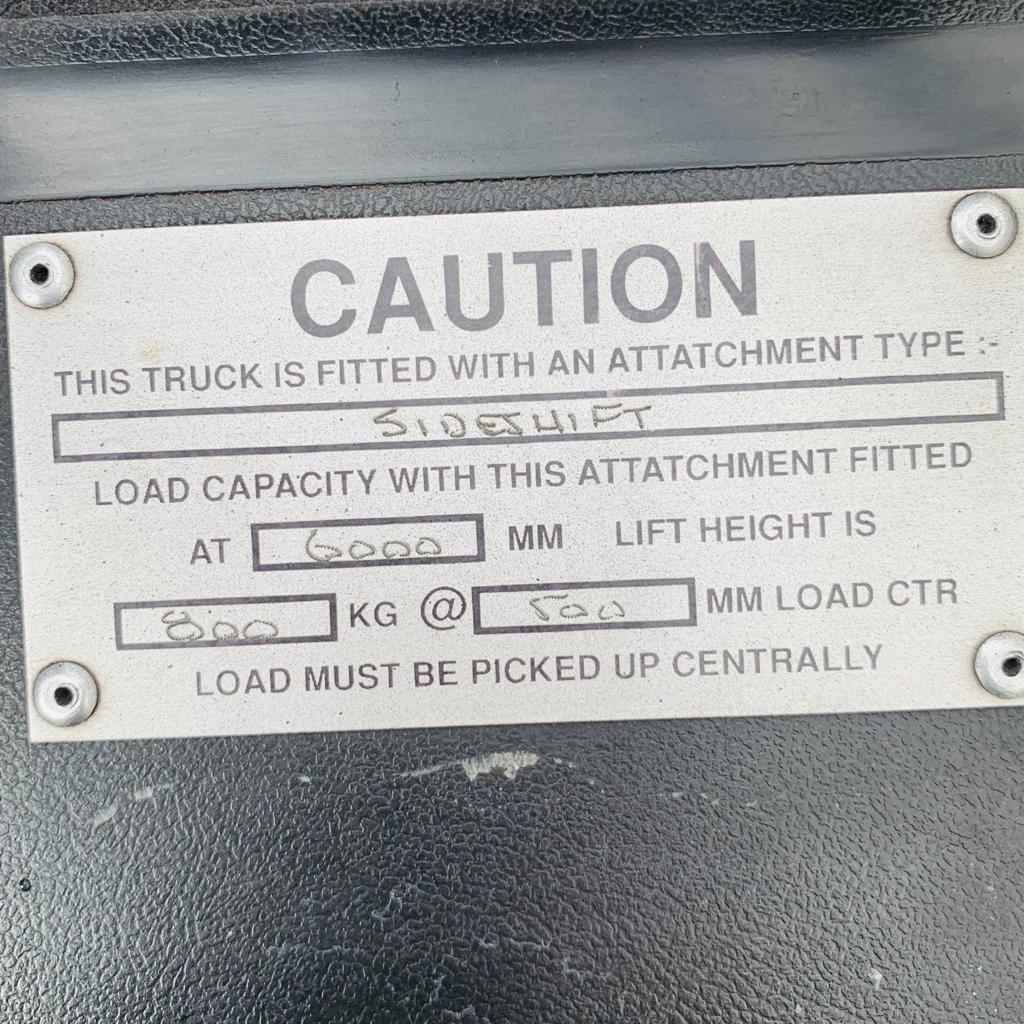 CAUTION
THIS TRUCK IS FITTED WITH AN ATTATCHMENT TYPE :-
SIDESHIFT
LOAD CAPACITY WITH THIS ATTATCHMENT FITTED
AT 6000 MM LIFT HEIGHT IS
800 KG @ 500 MM LOAD CTR
LOAD MUST BE PICKED UP CENTRALLY